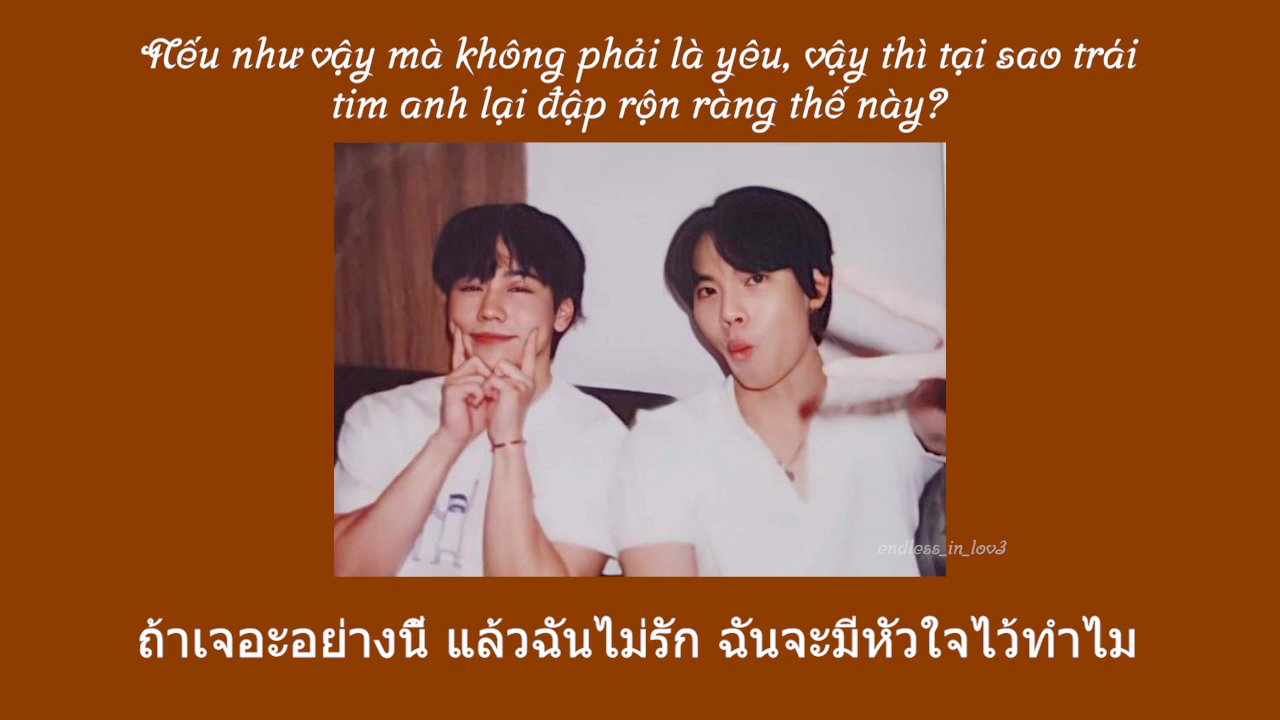 Nếu như vậy mà không phải là yêu, vậy thì tại sao trái
tim anh lại đập rộn ràng thế này?
endless_in_lov3
ถ้าเจอะอย่างนี้ แล้วฉันไม่รัก ฉันจะมีหัวใจไว้ทำไม